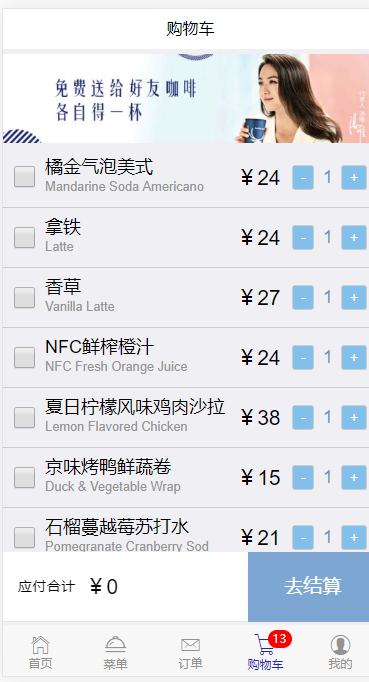 购物车
免费送给好友咖啡
各自得一杯
橘金气泡美式
Mandarine Soda Americano
¥ 24
- 1 +
拿铁
Latte
¥ 24
- 1 +
香草
Vanilla Latte
¥ 27
- 1 +
NFC鲜榨橙汁
NFC Fresh Orange Juice
¥ 24
- 1 +
夏日柠檬风味鸡肉沙拉
Lemon Flavored Chicken
¥ 38
- 1 +
京味烤鸭鲜蔬卷
Duck & Vegetable Wrap
¥ 15
- 1 +
石榴蔓越莓苏打水
Pomegranate Cranberry Sod
¥ 21
- 1 +
应付合计 ¥ 0
去结算
13
首页 菜单 订单 购物车 我的